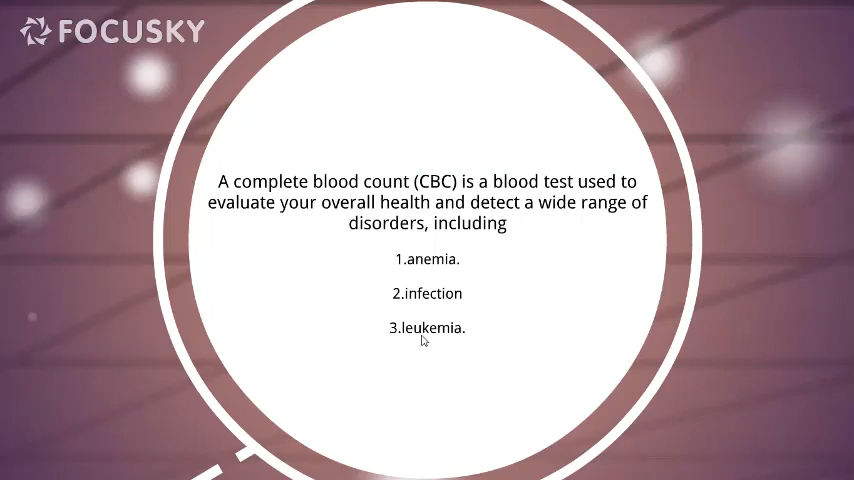 FOCUSKY
A complete blood count (CBC) is a blood test used to
evaluate your overall health and detect a wide range of
disorders, including
1.anemia.
2.infection
3.leukemia.